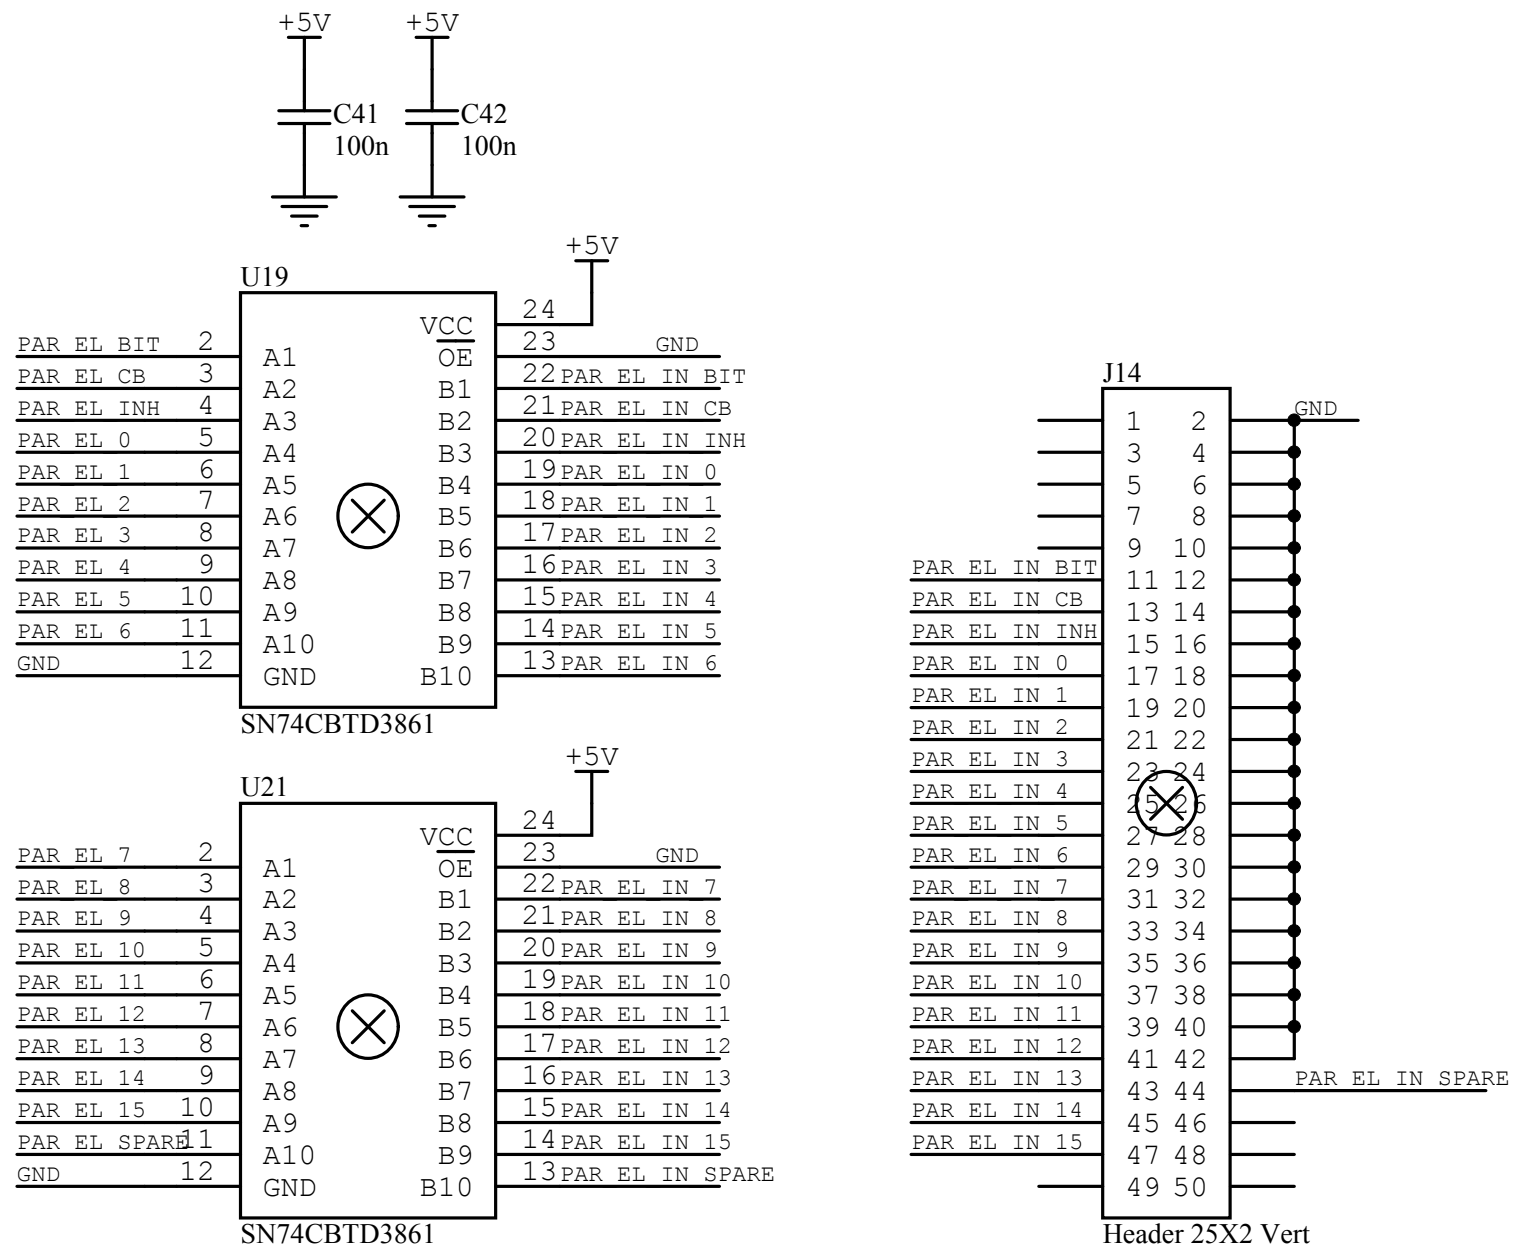 +5V +5V
C41 C42
100n 100n
+5V
U19
24
VCC
PAR EL BIT 2 A1 OE 23 GND
PAR EL CB 3 A2 B1 22 PAR EL IN BIT
PAR EL INH 4 A3 B2 21 PAR EL IN CB
PAR EL 0 5 A4 B3 20 PAR EL IN INH
PAR EL 1 6 A5 B4 19 PAR EL IN 0
PAR EL 2 7 A6 B5 18 PAR EL IN 1
PAR EL 3 8 A7 B6 17 PAR EL IN 2
PAR EL 4 9 A8 B7 16 PAR EL IN 3
PAR EL 5 10 A9 B8 15 PAR EL IN 4
PAR EL 6 11 A10 B9 14 PAR EL IN 5
GND 12 GND B10 13 PAR EL IN 6
SN74CBTD3861
+5V
U21
24
VCC
PAR EL 7 2 A1 OE 23 GND
PAR EL 8 3 A2 B1 22 PAR EL IN 7
PAR EL 9 4 A3 B2 21 PAR EL IN 8
PAR EL 10 5 A4 B3 20 PAR EL IN 9
PAR EL 11 6 A5 B4 19 PAR EL IN 10
PAR EL 12 7 A6 B5 18 PAR EL IN 11
PAR EL 13 8 A7 B6 17 PAR EL IN 12
PAR EL 14 9 A8 B7 16 PAR EL IN 13
PAR EL 15 10 A9 B8 15 PAR EL IN 14
PAR EL SPARE 11 A10 B9 14 PAR EL IN 15
GND 12 GND B10 13 PAR EL IN SPARE
SN74CBTD3861
J14
1 2 GND
3 4
5 6
7 8
9 10
PAR EL IN BIT 11 12
PAR EL IN CB 13 14
PAR EL IN INH 15 16
PAR EL IN 0 17 18
PAR EL IN 1 19 20
PAR EL IN 2 21 22
PAR EL IN 3 23 24
PAR EL IN 4 25 26
PAR EL IN 5 27 28
PAR EL IN 6 29 30
PAR EL IN 7 31 32
PAR EL IN 8 33 34
PAR EL IN 9 35 36
PAR EL IN 10 37 38
PAR EL IN 11 39 40
PAR EL IN 12 41 42
PAR EL IN 13 43 44 PAR EL IN SPARE
PAR EL IN 14 45 46
PAR EL IN 15 47 48
49 50
Header 25X2 Vert